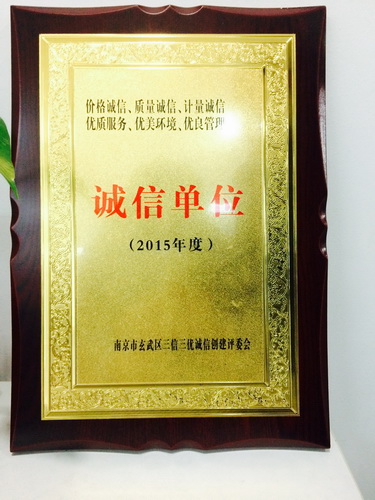 价格诚信、质量诚信、计量诚信
优质服务、优美环境、优良管理
诚信单位
(2015年度)
南京市玄武区三信三优诚信创建评委会